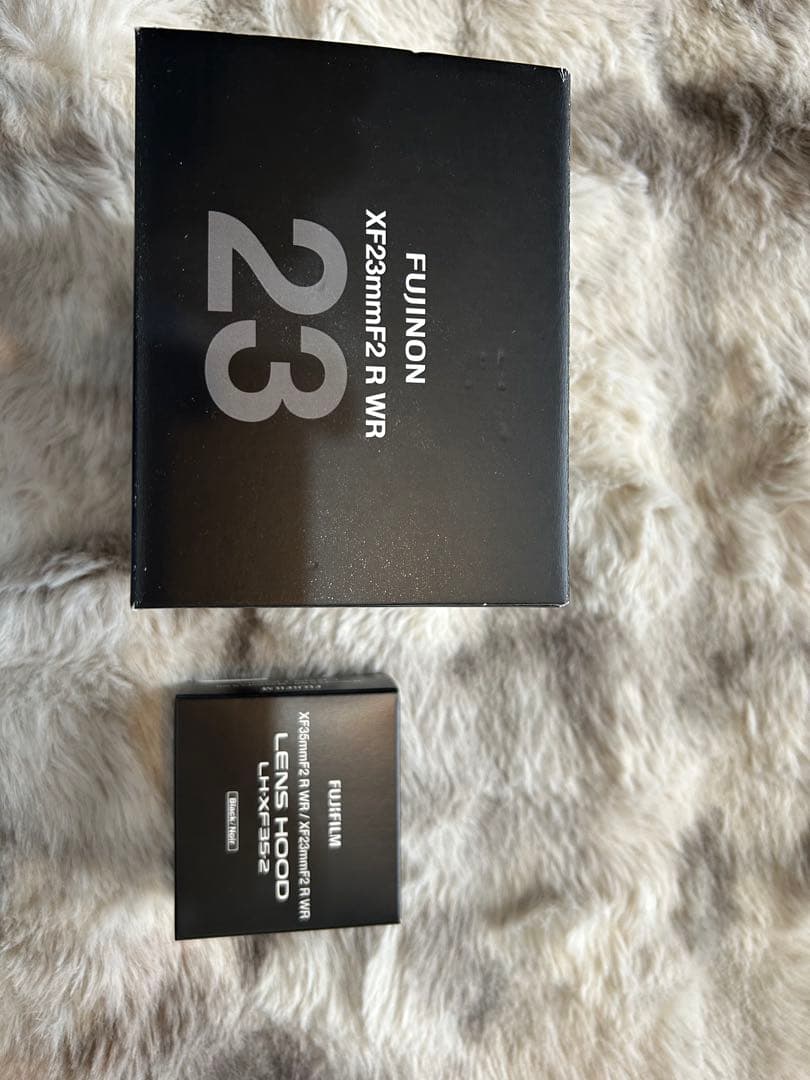 FUJINON
XF23mmF2 R WR
23
FUJIFILM
XF35mmF2 R WR / XF23mmF2 R WR
LENS HOOD
LH-XF35-2
Black/Noir